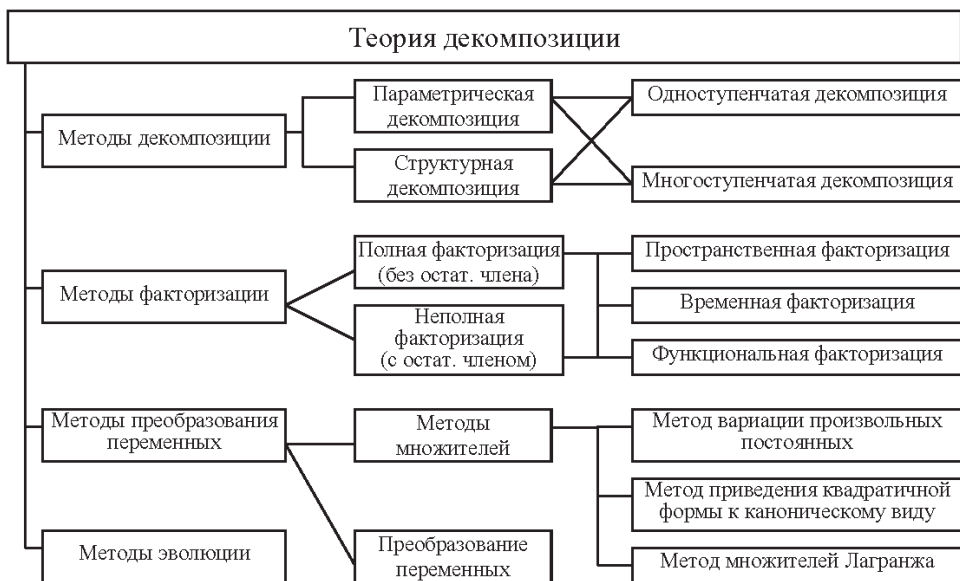 Теория декомпозиции
Методы декомпозиции
Параметрическая
декомпозиция
Структурная
декомпозиция
Одноступенчатая декомпозиция
Многоступенчатая декомпозиция
Методы факторизации
Полная факторизация
(без остат. члена)
Неполная
факторизация
(с остат. членом)
Пространственная факторизация
Временная факторизация
Функциональная факторизация
Методы преобразования
переменных
Методы
множителей
Преобразование
переменных
Метод вариации произвольных
постоянных
Метод приведения квадратичной
формы к каноническому виду
Метод множителей Лагранжа
Методы эволюции